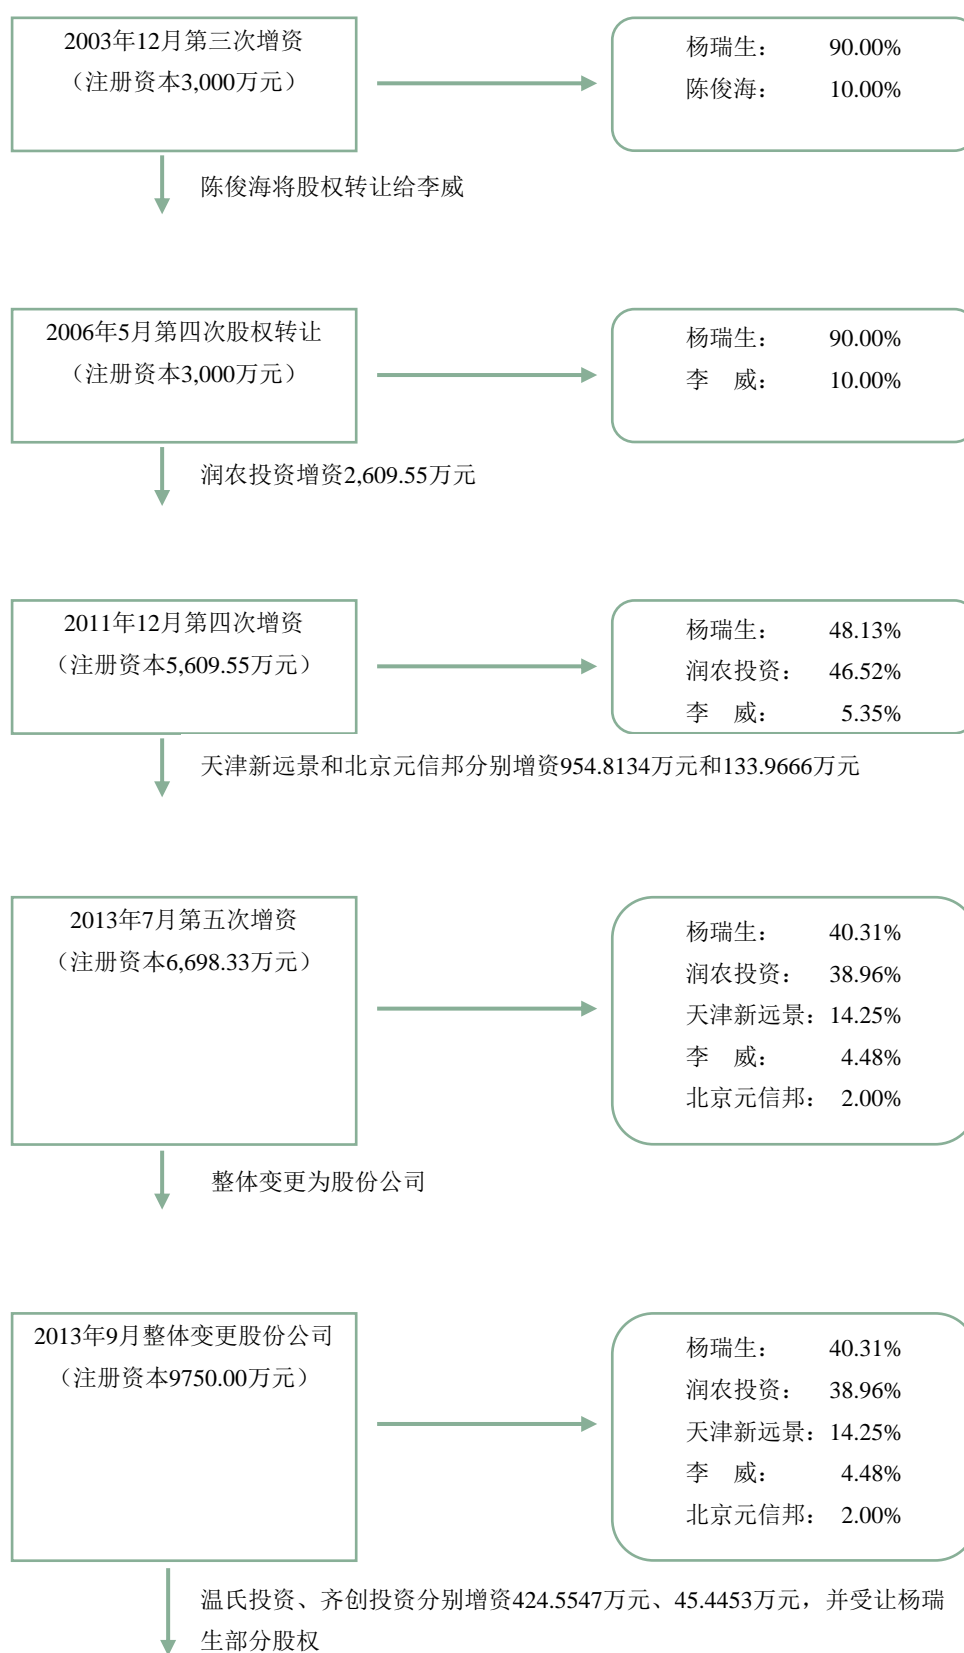 2003年12月第三次增资
（注册资本3,000万元）
杨瑞生： 90.00%
陈俊海： 10.00%
陈俊海将股权转让给李威
2006年5月第四次股权转让
（注册资本3,000万元）
杨瑞生： 90.00%
李　威： 10.00%
润农投资增资2,609.55万元
2011年12月第四次增资
（注册资本5,609.55万元）
杨瑞生： 48.13%
润农投资： 46.52%
李　威： 5.35%
天津新远景和北京元信邦分别增资954.8134万元和133.9666万元
2013年7月第五次增资
（注册资本6,698.33万元）
杨瑞生： 40.31%
润农投资： 38.96%
天津新远景： 14.25%
李　威： 4.48%
北京元信邦： 2.00%
整体变更为股份公司
2013年9月整体变更股份公司
（注册资本9750.00万元）
杨瑞生： 40.31%
润农投资： 38.96%
天津新远景： 14.25%
李　威： 4.48%
北京元信邦： 2.00%
温氏投资、齐创投资分别增资424.5547万元、45.4453万元，并受让杨瑞
生部分股权